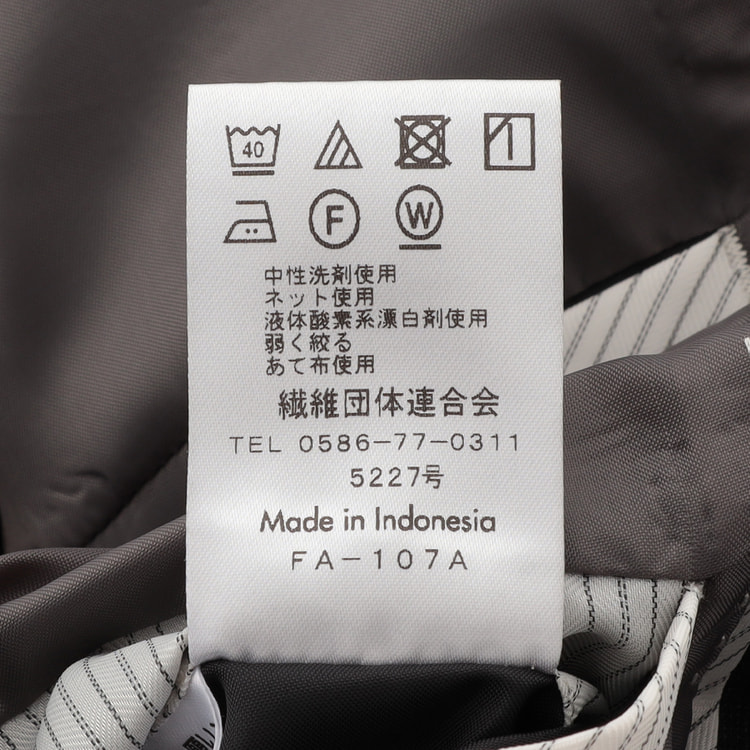 40
F W
中性洗剤使用
ネット使用
液体酸素系漂白剤使用
弱く絞る
あて布使用
繊維団体連合会
TEL 0586-77-0311
5227号
Made in Indonesia
FA-107A